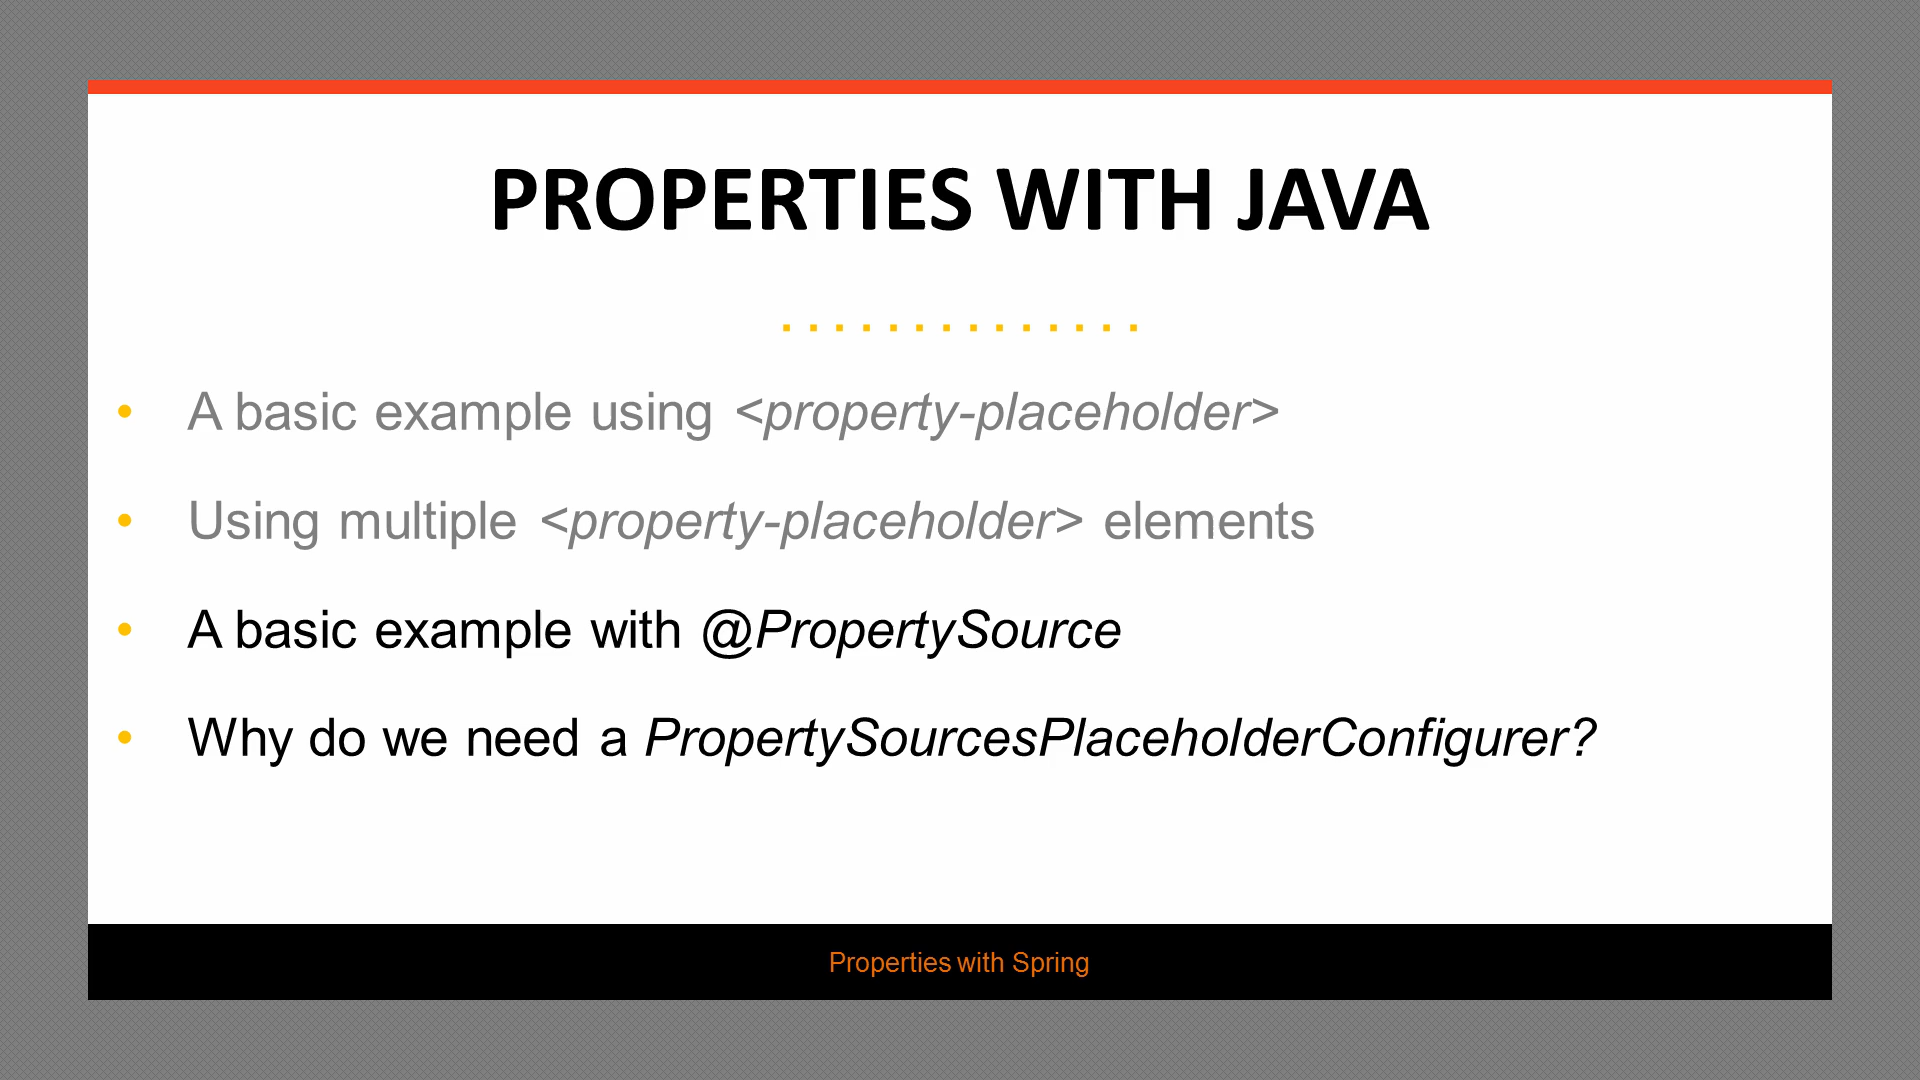 PROPERTIES WITH JAVA
• A basic example using <property-placeholder>
• Using multiple <property-placeholder> elements
• A basic example with @PropertySource
• Why do we need a PropertySourcesPlaceholderConfigurer?
Properties with Spring